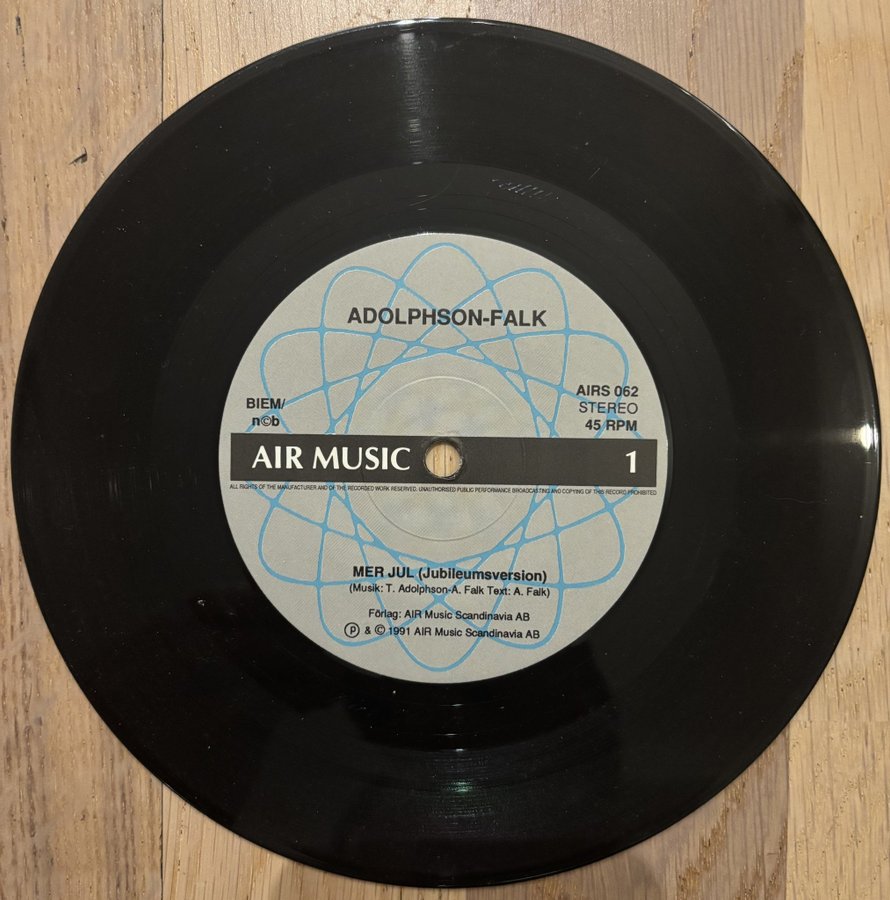 ADOLPHSON-FALK
BIEM/
n©b
AIRS 062
STEREO
45 RPM
AIR MUSIC 1
ALL RIGHTS OF THE MANUFACTURER AND OF THE RECORDED WORK RESERVED. UNAUTHORISED PUBLIC PERFORMANCE BROADCASTING AND COPYING OF THIS RECORD PROHIBITED
MER JUL (Jubileumsversion)
(Musik: T. Adolphson-A. Falk Text: A. Falk)
Förlag: AIR Music Scandinavia AB
℗ & © 1991 AIR Music Scandinavia AB